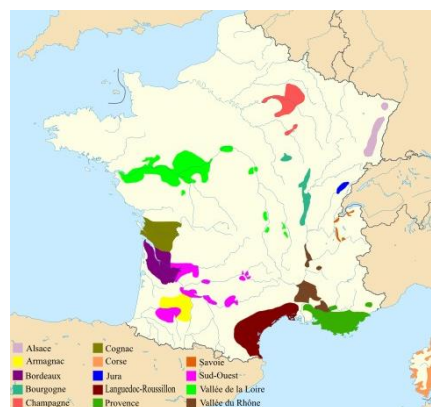 Alsace
Armagnac
Bordeaux
Bourgogne
Champagne
Cognac
Corse
Jura
Languedoc-Roussillon
Provence
Savoie
Sud-Ouest
Vallée de la Loire
Vallée du Rhône